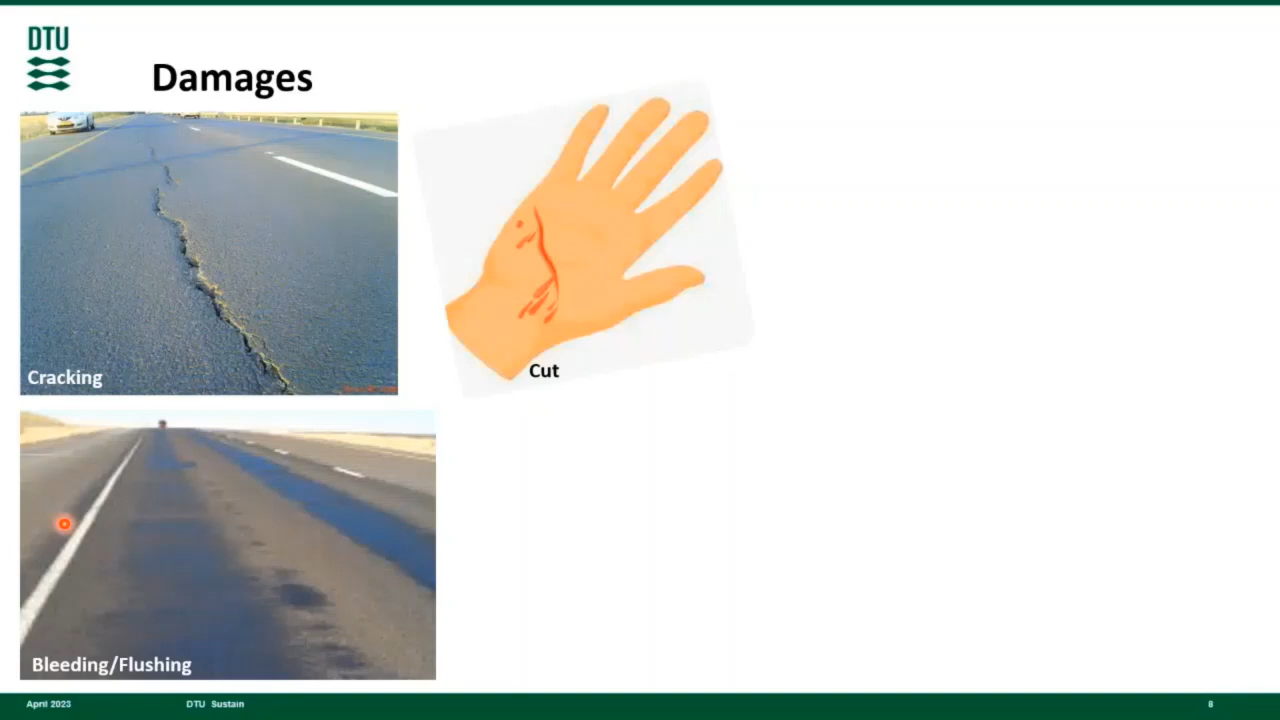 DTU
Damages
Cracking
Cut
Bleeding/Flushing
April 2023
DTU Sustain
8